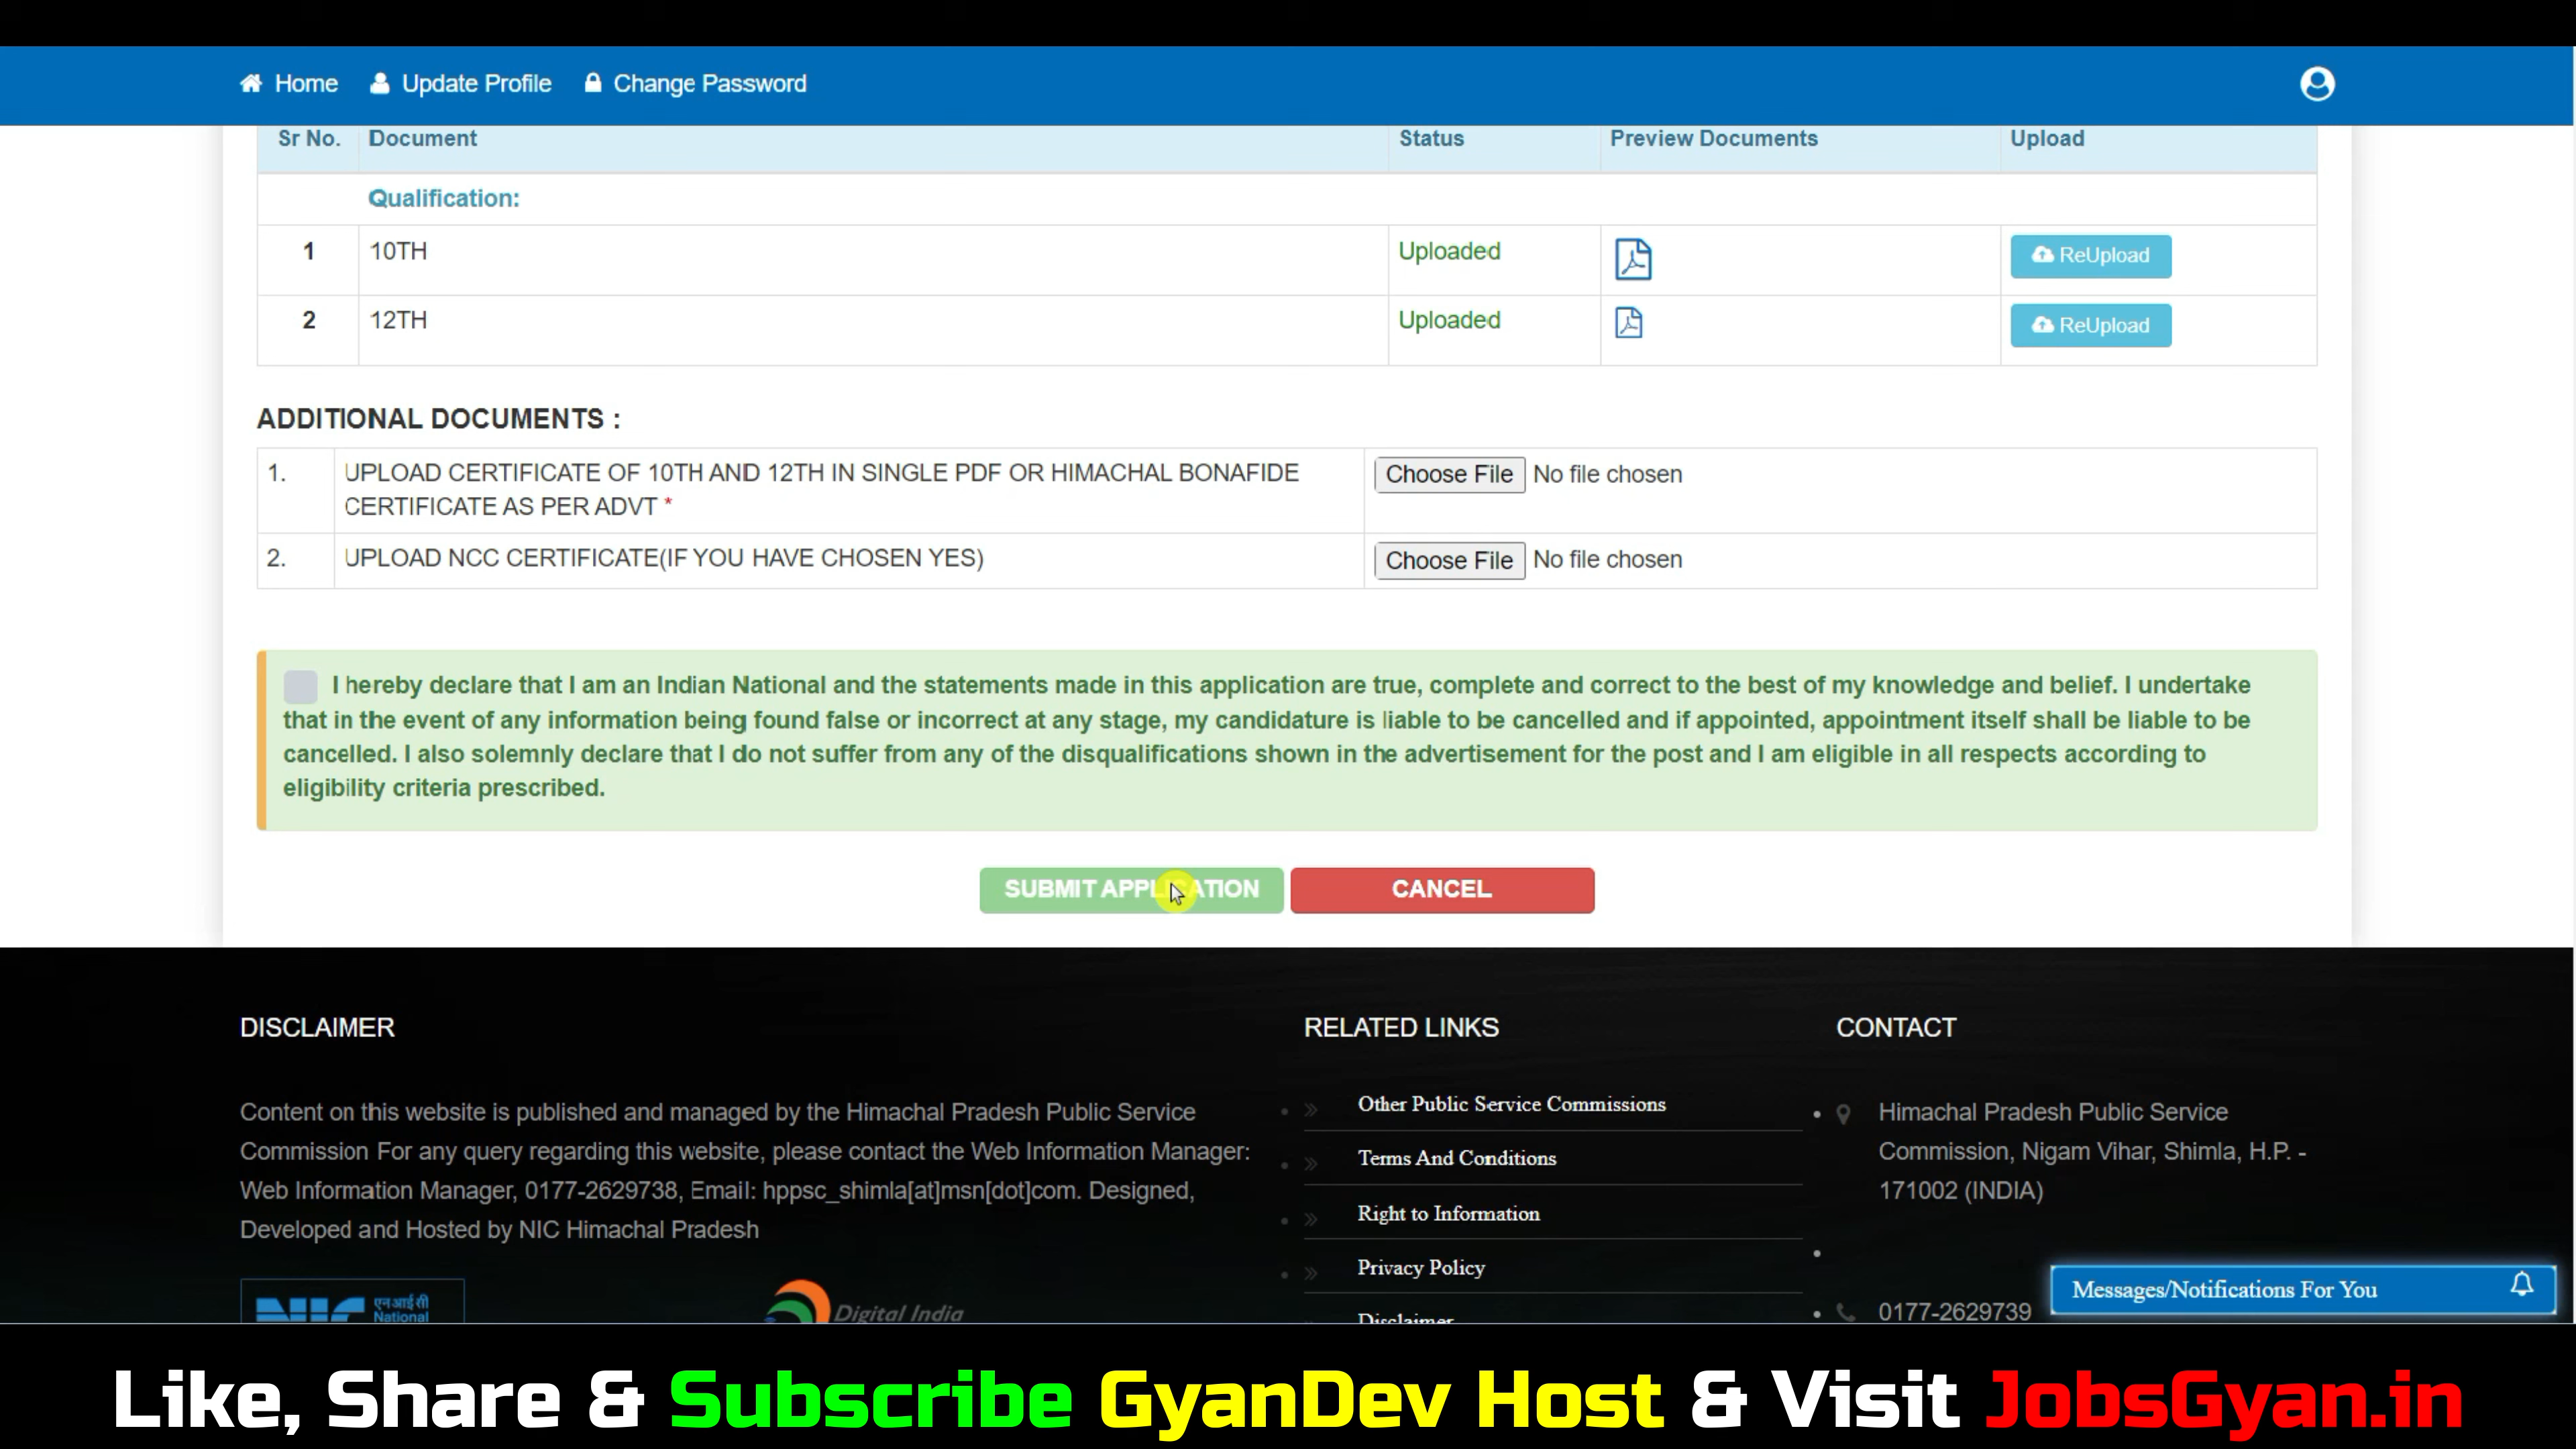 Home Update Profile Change Password
Sr No. Document Status Preview Documents Upload
Qualification:
1 10TH Uploaded ReUpload
2 12TH Uploaded ReUpload
ADDITIONAL DOCUMENTS :
1. UPLOAD CERTIFICATE OF 10TH AND 12TH IN SINGLE PDF OR HIMACHAL BONAFIDE Choose File No file chosen
CERTIFICATE AS PER ADVT *
2. UPLOAD NCC CERTIFICATE(IF YOU HAVE CHOSEN YES) Choose File No file chosen
I hereby declare that I am an Indian National and the statements made in this application are true, complete and correct to the best of my knowledge and belief. I undertake
that in the event of any information being found false or incorrect at any stage, my candidature is liable to be cancelled and if appointed, appointment itself shall be liable to be
cancelled. I also solemnly declare that I do not suffer from any of the disqualifications shown in the advertisement for the post and I am eligible in all respects according to
eligibility criteria prescribed.
SUBMIT APPLICATION CANCEL
DISCLAIMER
Content on this website is published and managed by the Himachal Pradesh Public Service
Commission For any query regarding this website, please contact the Web Information Manager:
Web Information Manager, 0177-2629738, Email: hppsc_shimla[at]msn[dot]com. Designed,
Developed and Hosted by NIC Himachal Pradesh
NIC एनआईसी
National
Digital India
RELATED LINKS
Other Public Service Commissions
Terms And Conditions
Right to Information
Privacy Policy
Disclaimer
CONTACT
Himachal Pradesh Public Service
Commission, Nigam Vihar, Shimla, H.P. -
171002 (INDIA)
0177-2629739
Messages/Notifications For You
Like, Share & Subscribe GyanDev Host & Visit JobsGyan.in